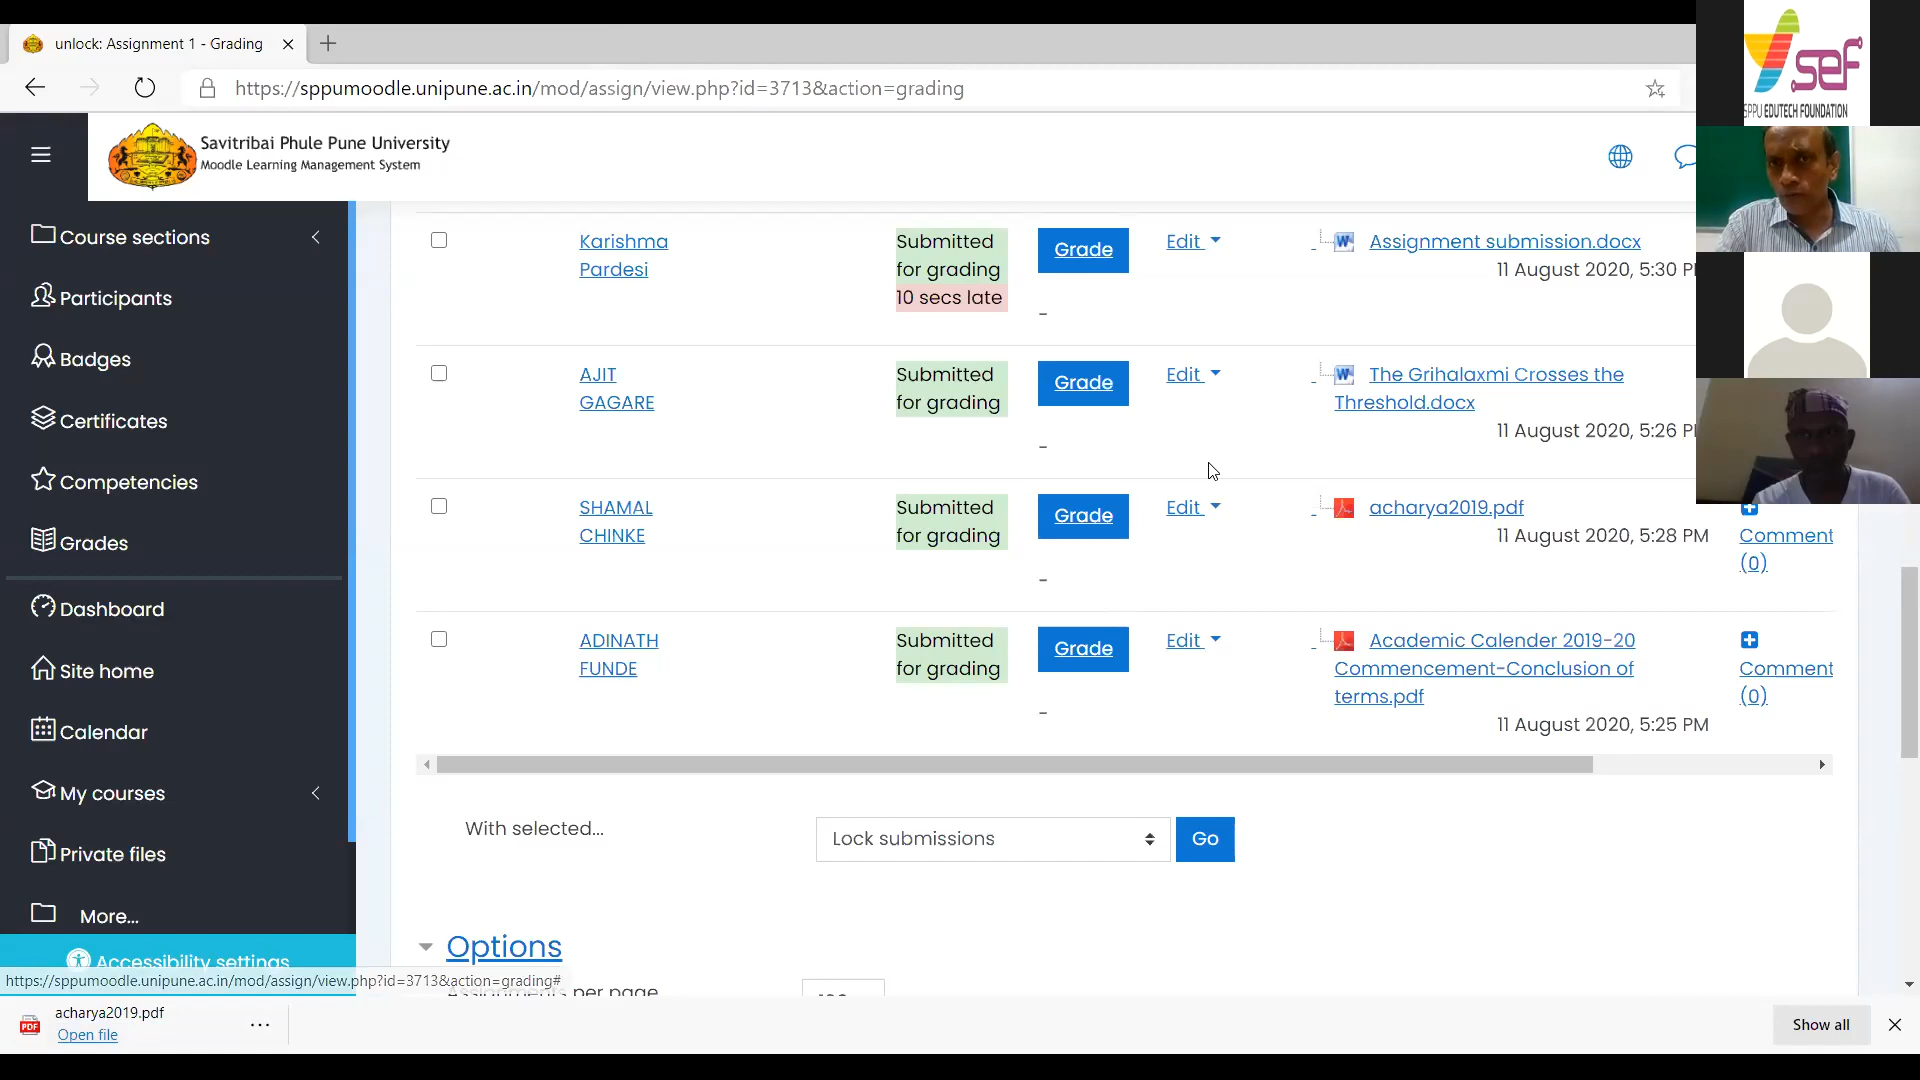 unlock: Assignment 1 - Grading
https://sppumoodle.unipune.ac.in/mod/assign/view.php?id=3713&action=grading
sef
SPPU EDUTECH FOUNDATION
Savitribai Phule Pune University
Moodle Learning Management System
Course sections
Participants
Badges
Certificates
Competencies
Grades
Dashboard
Site home
Calendar
My courses
Private files
More...
Accessibility settings
Karishma
Pardesi
Submitted
for grading
10 secs late
Grade
-
Edit
Assignment submission.docx
11 August 2020, 5:30 P
AJIT
GAGARE
Submitted
for grading
Grade
-
Edit
The Grihalaxmi Crosses the
Threshold.docx
11 August 2020, 5:26 P
SHAMAL
CHINKE
Submitted
for grading
Grade
-
Edit
acharya2019.pdf
11 August 2020, 5:28 PM
Comment
(0)
ADINATH
FUNDE
Submitted
for grading
Grade
-
Edit
Academic Calender 2019-20
Commencement-Conclusion of
terms.pdf
11 August 2020, 5:25 PM
Comment
(0)
With selected...
Lock submissions
Go
Options
Assignments per page
https://sppumoodle.unipune.ac.in/mod/assign/view.php?id=3713&action=grading#
PDF
acharya2019.pdf
Open file
Show all